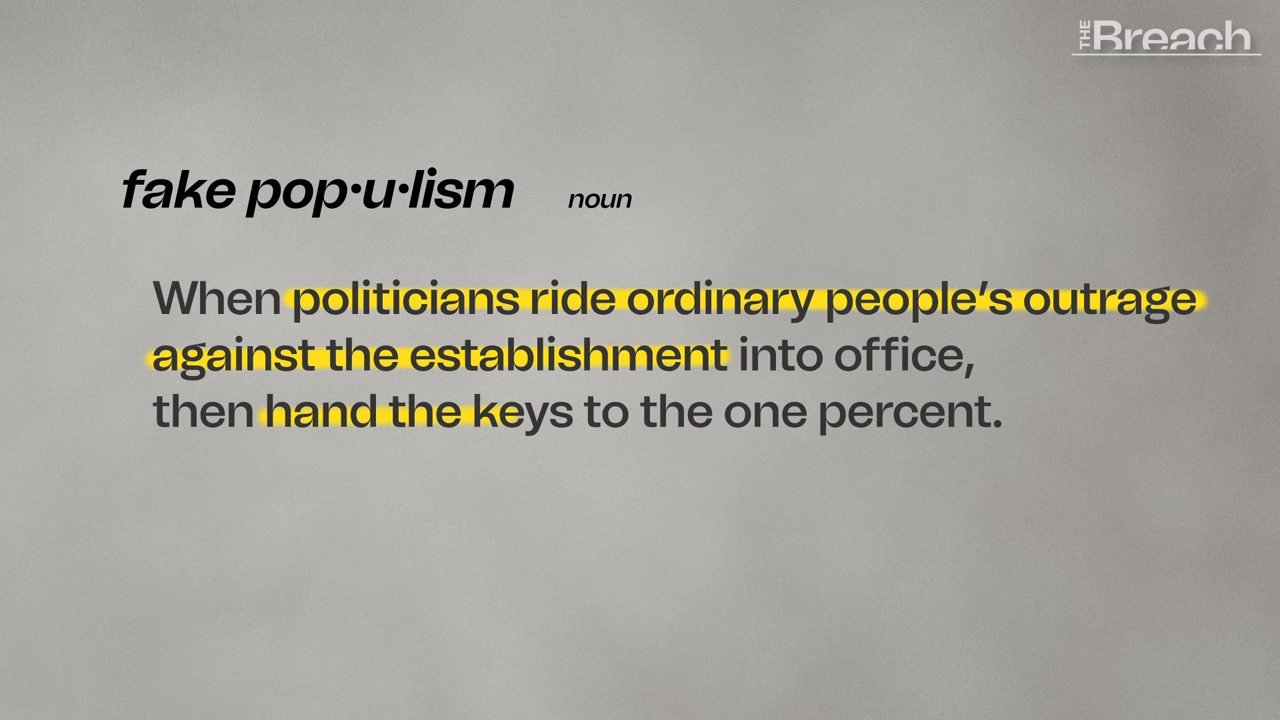 THE Breach
fake pop·u·lism noun
When politicians ride ordinary people’s outrage
against the establishment into office,
then hand the keys to the one percent.